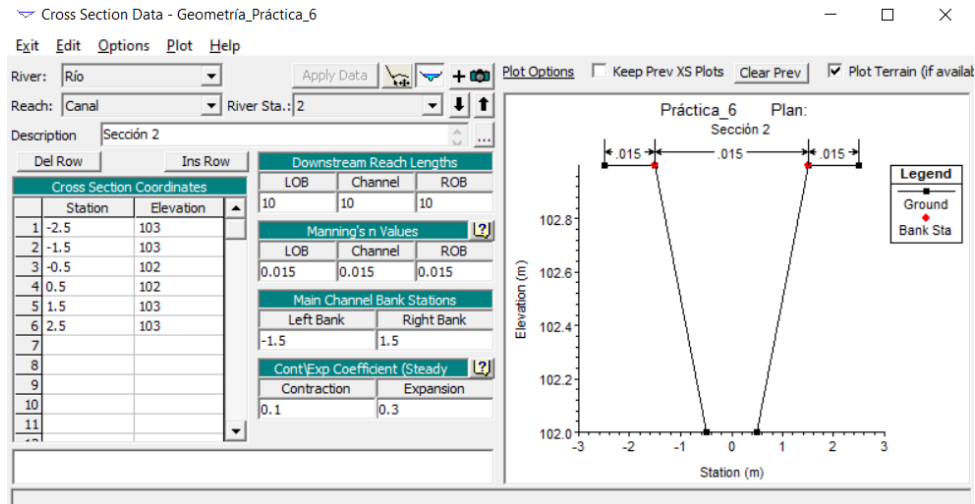 Cross Section Data - Geometría_Práctica_6
Exit Edit Options Plot Help
River: Río Apply Data
Reach: Canal River Sta.: 2
Description Sección 2 ...
Del Row Ins Row
Cross Section Coordinates
Station Elevation
1 -2.5 103
2 -1.5 103
3 -0.5 102
4 0.5 102
5 1.5 103
6 2.5 103
7
8
9
10
11
Downstream Reach Lengths
LOB Channel ROB
10 10 10
Manning's n Values
LOB Channel ROB
0.015 0.015 0.015
Main Channel Bank Stations
Left Bank Right Bank
-1.5 1.5
Cont\Exp Coefficient (Steady
Contraction Expansion
0.1 0.3
Plot Options Keep Prev XS Plots Clear Prev Plot Terrain (if availab
Práctica_6 Plan:
Sección 2
.015 .015 .015
Legend
Ground
Bank Sta
Elevation (m)
102.8
102.6
102.4
102.2
102.0
-3 -2 -1 0 1 2 3
Station (m)